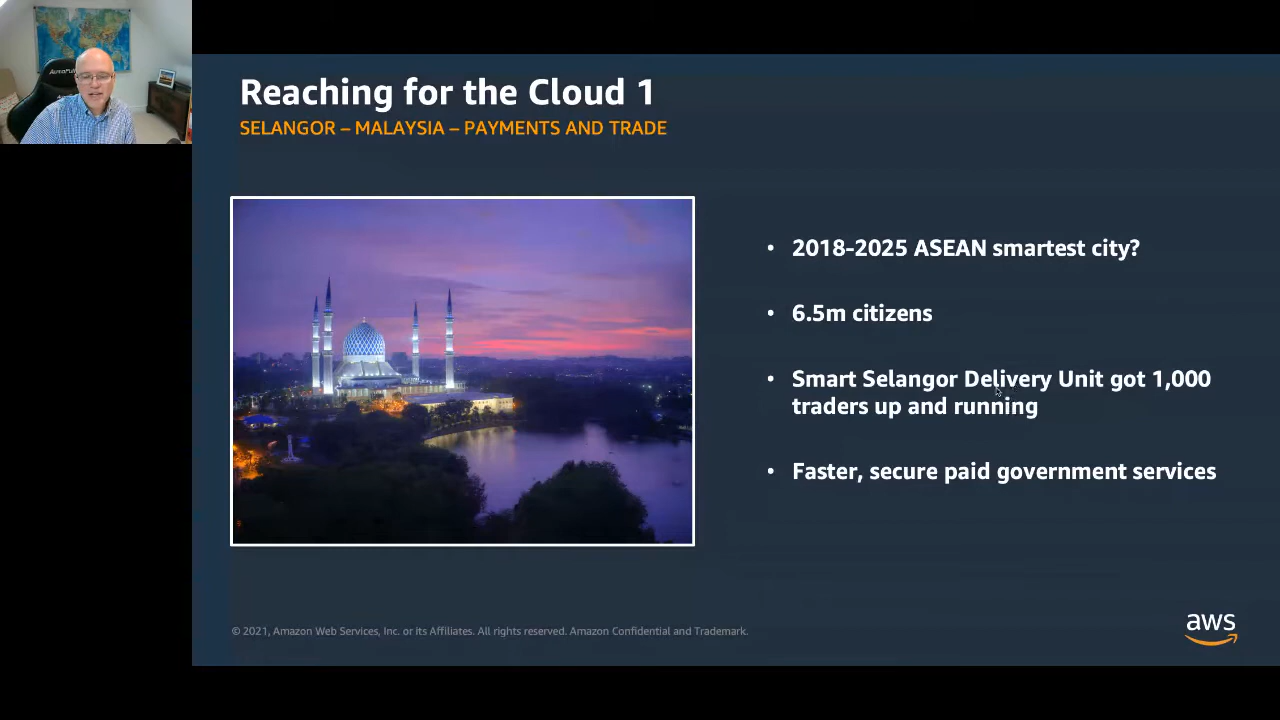 Reaching for the Cloud 1
SELANGOR – MALAYSIA – PAYMENTS AND TRADE
• 2018-2025 ASEAN smartest city?
• 6.5m citizens
• Smart Selangor Delivery Unit got 1,000
traders up and running
• Faster, secure paid government services
© 2021, Amazon Web Services, Inc. or its Affiliates. All rights reserved. Amazon Confidential and Trademark.
aws